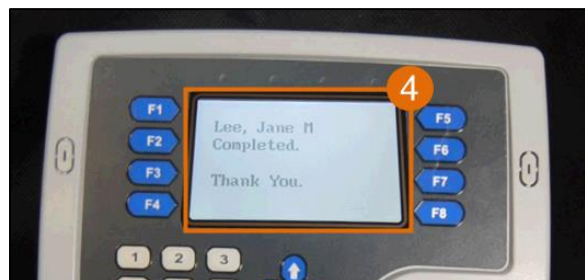 4
F1
F2
F3
F4
Lee, Jane M
Completed.
Thank You.
F5
F6
F7
F8
1 2 3